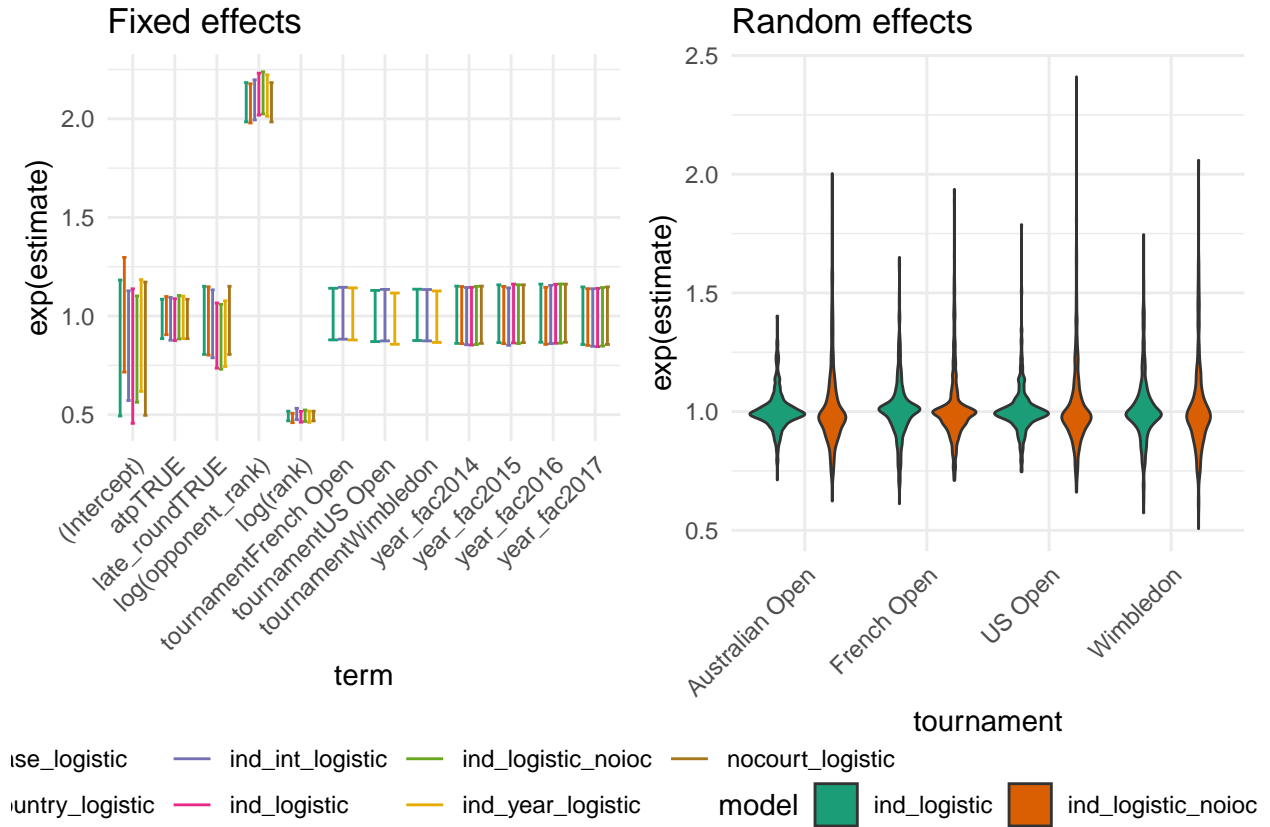 Fixed effects
exp(estimate)
2.0
1.5
1.0
0.5
(Intercept)
atpTRUE
late_roundTRUE
log(opponent_rank)
log(rank)
tournamentFrench Open
tournamentUS Open
tournamentWimbledon
year_fac2014
year_fac2015
year_fac2016
year_fac2017
term
Random effects
exp(estimate)
2.5
2.0
1.5
1.0
0.5
Australian Open
French Open
US Open
Wimbledon
tournament
ase_logistic ind_int_logistic ind_logistic_noioc nocourt_logistic
ountry_logistic ind_logistic ind_year_logistic
model ind_logistic ind_logistic_noioc